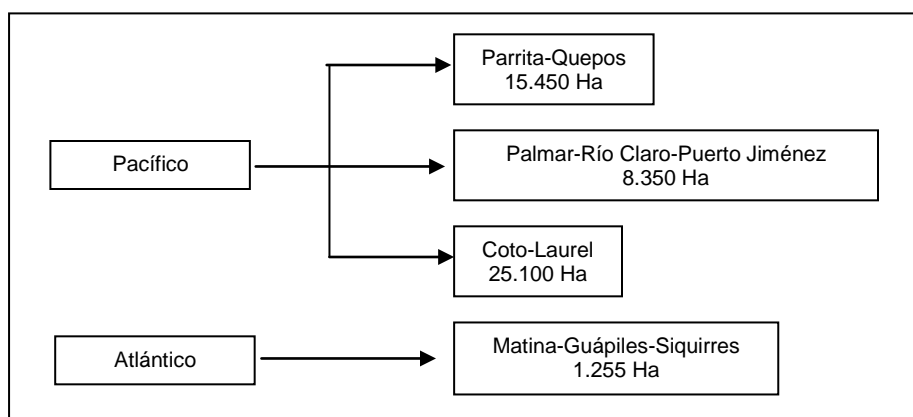 Pacífico
Parrita-Quepos
15.450 Ha
Palmar-Río Claro-Puerto Jiménez
8.350 Ha
Coto-Laurel
25.100 Ha
Atlántico
Matina-Guápiles-Siquirres
1.255 Ha